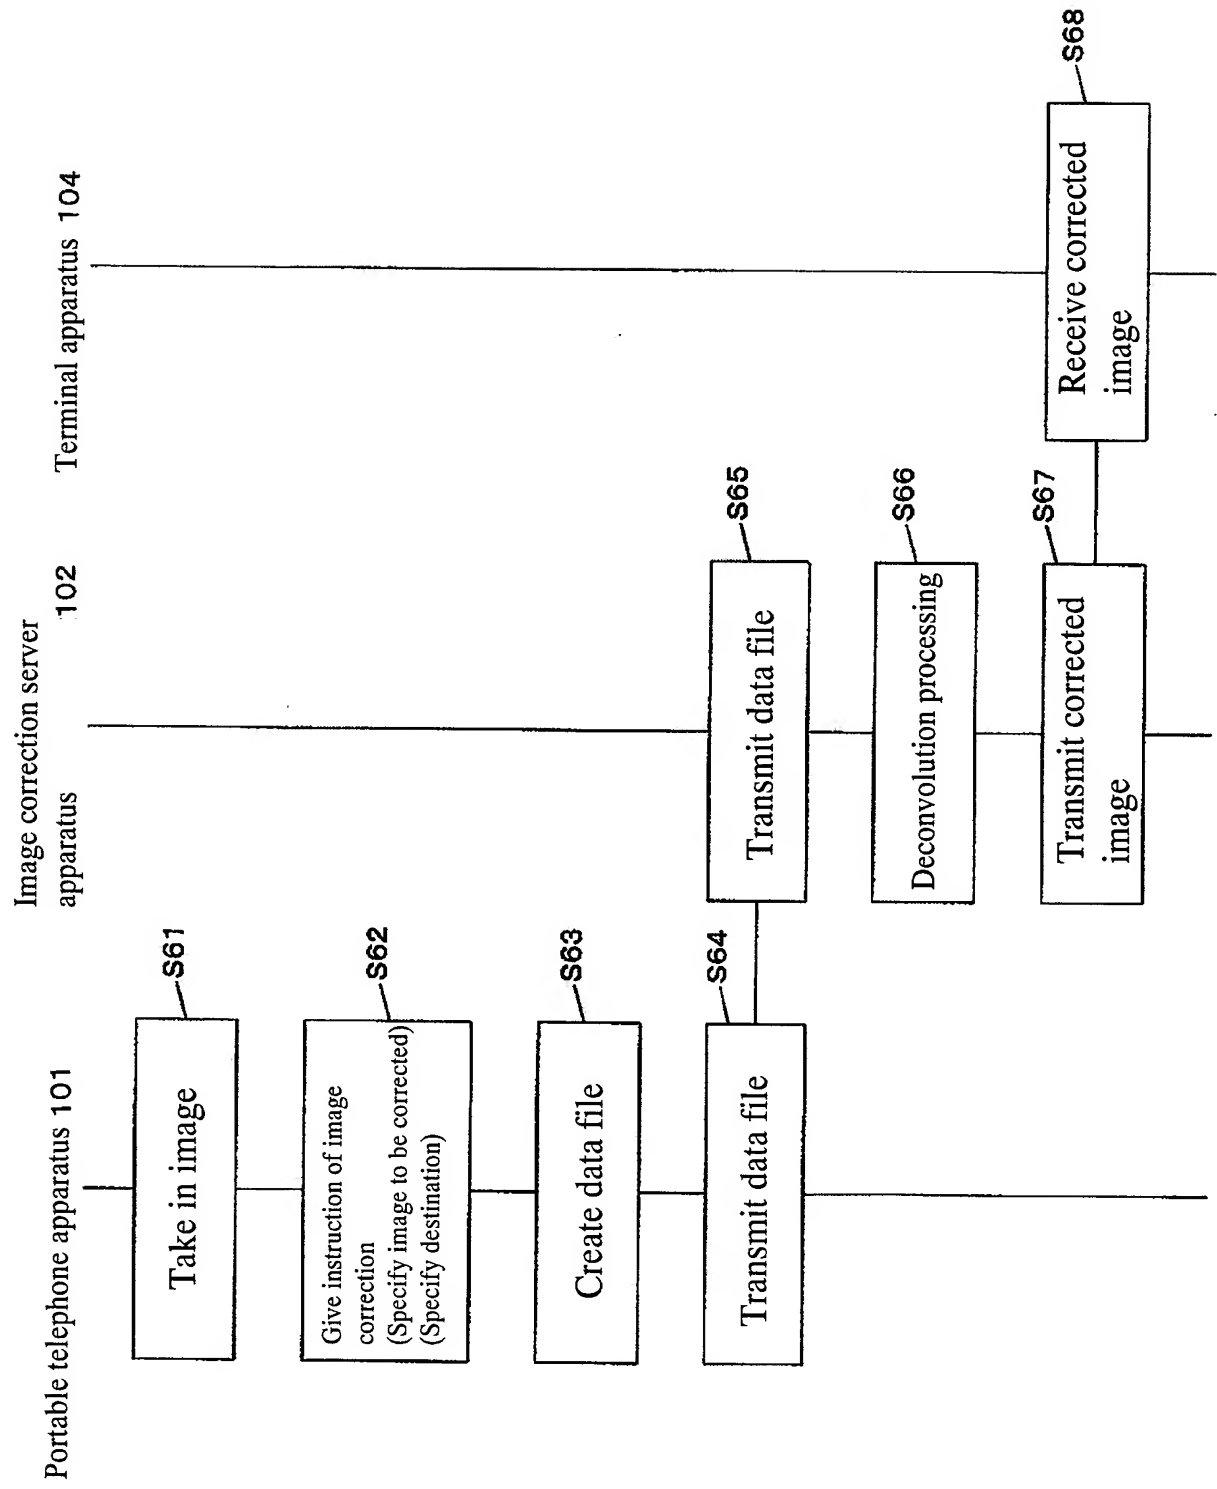 Portable telephone apparatus 101
Image correction server
apparatus 102
Terminal apparatus 104
S61
Take in image
S62
Give instruction of image
correction
(Specify image to be corrected)
(Specify destination)
S63
Create data file
S64
Transmit data file
S65
Transmit data file
S66
Deconvolution processing
S67
Transmit corrected
image
S68
Receive corrected
image